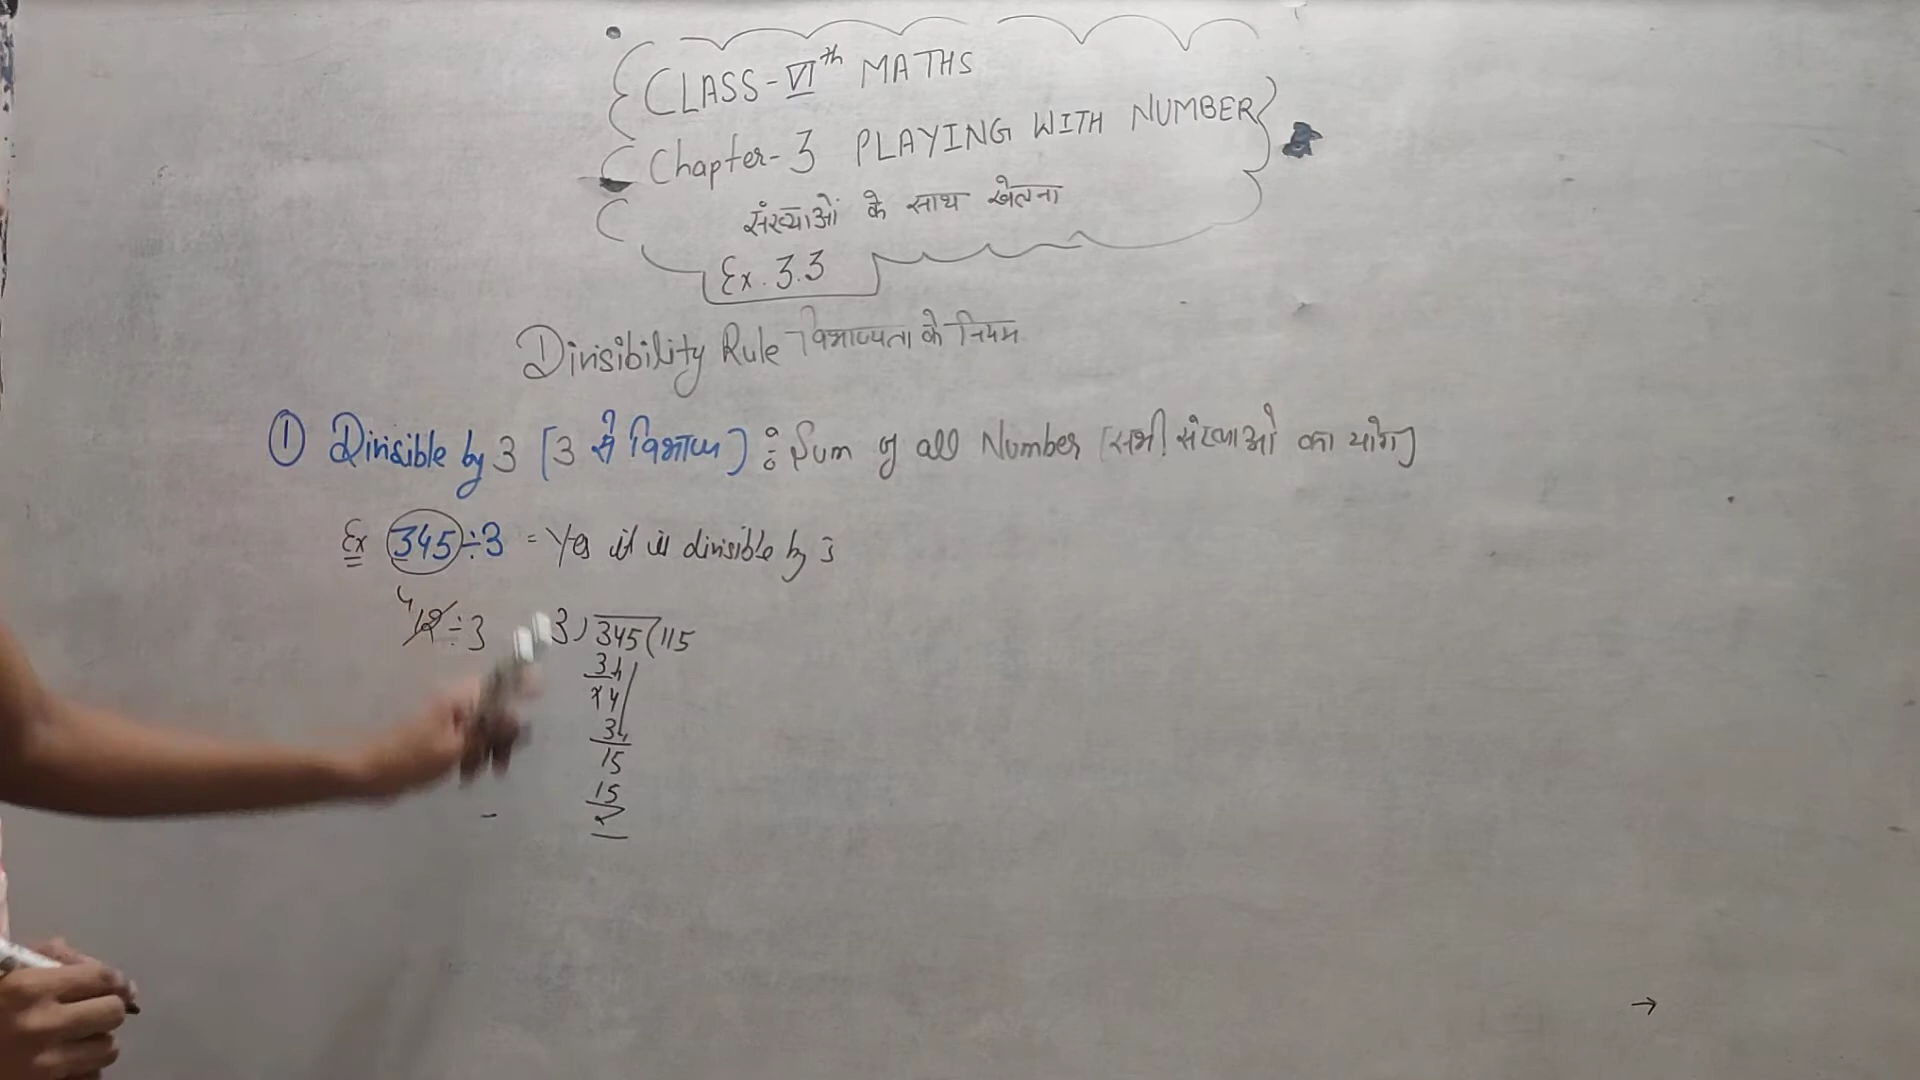 CLASS-VIth MATHS
Chapter-3 PLAYING WITH NUMBER
संख्याओं के साथ खेलना
Ex. 3.3
Divisibility Rule विभाज्यता के नियम
① Divisible by 3 [3 से विभाज्य] : Sum of all Number [सभी संख्याओं का योग]
Ex 345÷3 = Yes it is divisible by 3
4
12÷3
3)345(115
3↓
×4
3↓
15
15
×
→